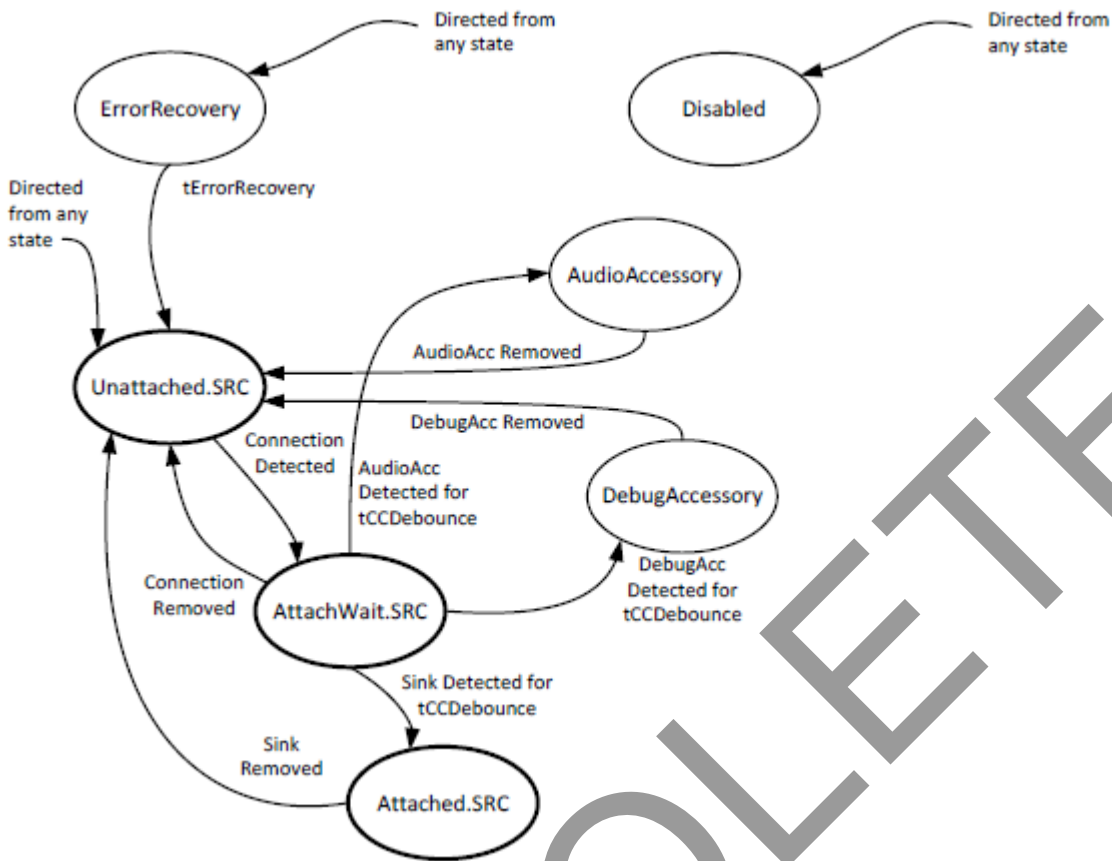 Directed from
any state
Directed from
any state
ErrorRecovery
Disabled
tErrorRecovery
Directed
from any
state
AudioAccessory
AudioAcc Removed
Unattached.SRC
DebugAcc Removed
Connection
Detected
AudioAcc
Detected for
tCCDebounce
DebugAccessory
DebugAcc
Detected for
tCCDebounce
Connection
Removed
AttachWait.SRC
Sink Detected for
tCCDebounce
Sink
Removed
Attached.SRC
OLETE